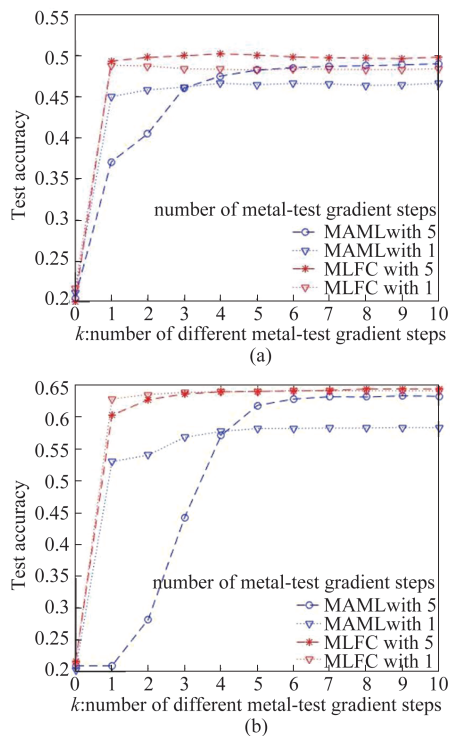 0.55
0.5
0.45
0.4
0.35
0.3
0.25
0.2
Test accuracy
number of metal-test gradient steps
MAMLwith 5
MAMLwith 1
MLFC with 5
MLFC with 1
0 1 2 3 4 5 6 7 8 9 10
k:number of different metal-test gradient steps
(a)
0.65
0.6
0.55
0.5
0.45
0.4
0.35
0.3
0.25
0.2
Test accuracy
number of metal-test gradient steps
MAMLwith 5
MAMLwith 1
MLFC with 5
MLFC with 1
0 1 2 3 4 5 6 7 8 9 10
k:number of different metal-test gradient steps
(b)